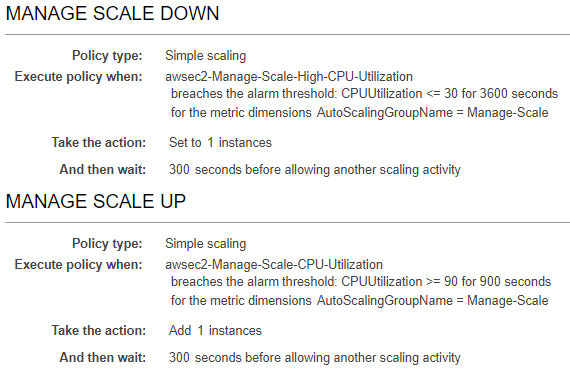 MANAGE SCALE DOWN
Policy type: Simple scaling
Execute policy when: awsec2-Manage-Scale-High-CPU-Utilization
breaches the alarm threshold: CPUUtilization <= 30 for 3600 seconds
for the metric dimensions AutoScalingGroupName = Manage-Scale
Take the action: Set to 1 instances
And then wait: 300 seconds before allowing another scaling activity
MANAGE SCALE UP
Policy type: Simple scaling
Execute policy when: awsec2-Manage-Scale-CPU-Utilization
breaches the alarm threshold: CPUUtilization >= 90 for 900 seconds
for the metric dimensions AutoScalingGroupName = Manage-Scale
Take the action: Add 1 instances
And then wait: 300 seconds before allowing another scaling activity